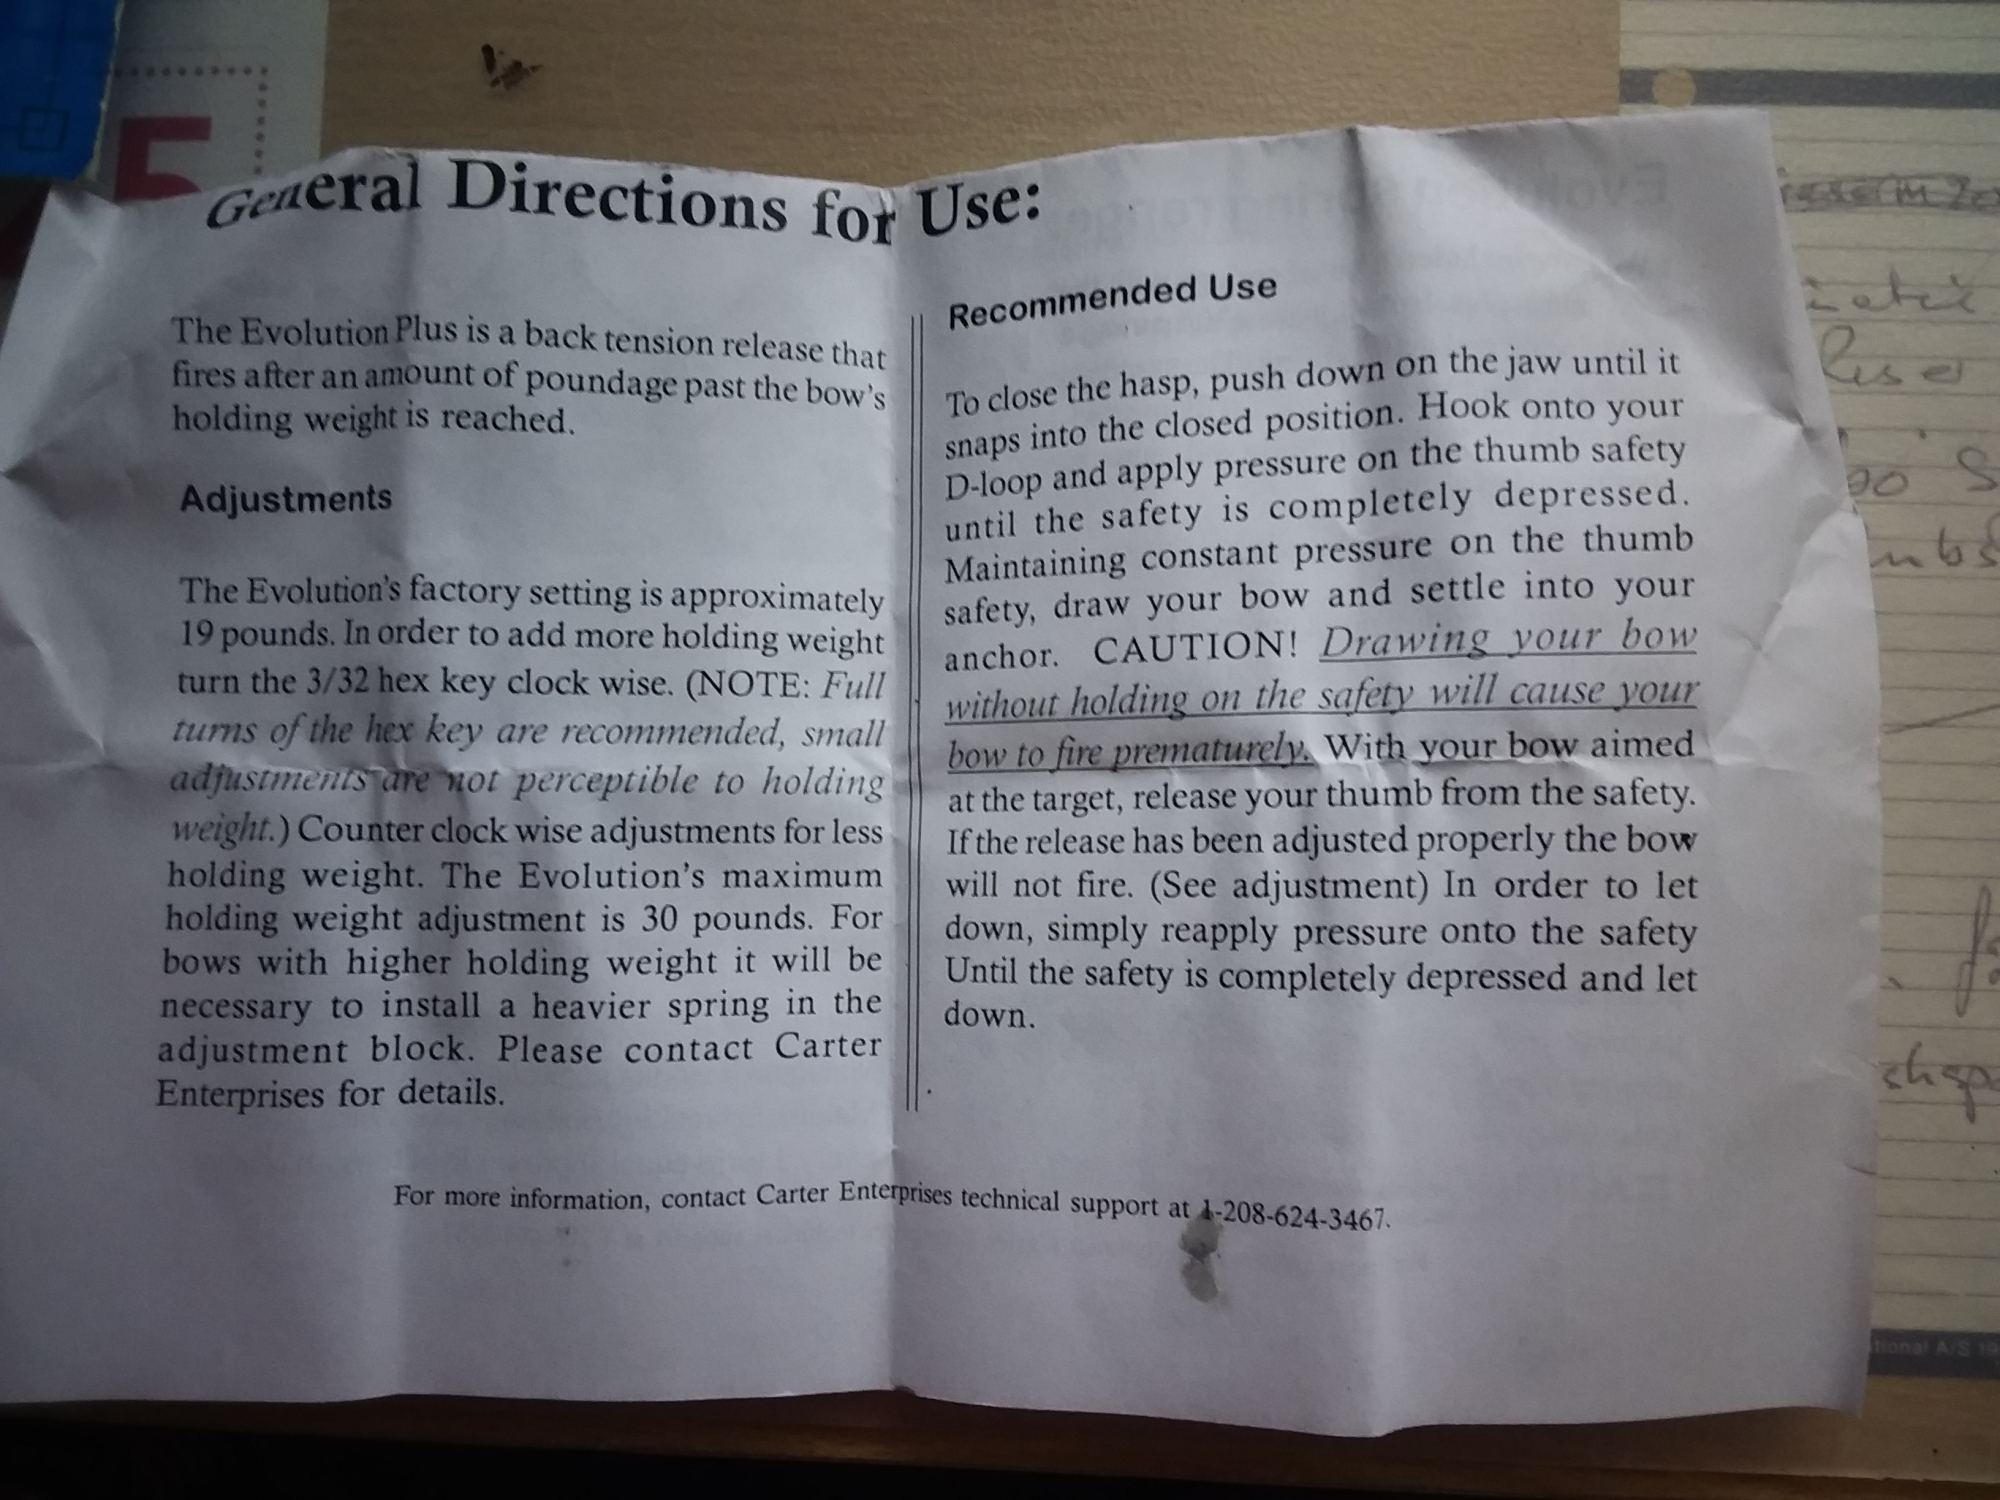 5
General Directions for Use:
The Evolution Plus is a back tension release that
fires after an amount of poundage past the bow's
holding weight is reached.
Adjustments
The Evolution's factory setting is approximately
19 pounds. In order to add more holding weight
turn the 3/32 hex key clock wise. (NOTE: Full
turns of the hex key are recommended, small
adjustments are not perceptible to holding
weight.) Counter clock wise adjustments for less
holding weight. The Evolution's maximum
holding weight adjustment is 30 pounds. For
bows with higher holding weight it will be
necessary to install a heavier spring in the
adjustment block. Please contact Carter
Enterprises for details.
Recommended Use
To close the hasp, push down on the jaw until it
snaps into the closed position. Hook onto your
D-loop and apply pressure on the thumb safety
until the safety is completely depressed.
Maintaining constant pressure on the thumb
safety, draw your bow and settle into your
anchor. CAUTION! Drawing your bow
without holding on the safety will cause your
bow to fire prematurely. With your bow aimed
at the target, release your thumb from the safety.
If the release has been adjusted properly the bow
will not fire. (See adjustment) In order to let
down, simply reapply pressure onto the safety
Until the safety is completely depressed and let
down.
For more information, contact Carter Enterprises technical support at 1-208-624-3467.